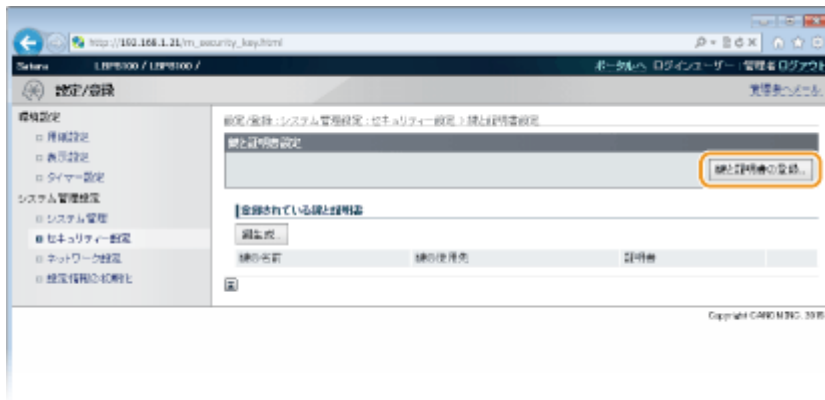 http://192.168.1.21/m_security_key.html
Satera LBP8100 / LBP8100 /
ポータルへ ログインユーザー：管理者 ログアウト
設定/登録
管理者へメール
環境設定
用紙設定
表示設定
タイマー設定
設定/登録：システム管理設定：セキュリティー設定 > 鍵と証明書設定
鍵と証明書設定
鍵と証明書の登録...
システム管理設定
システム管理
セキュリティー設定
ネットワーク設定
設定情報の初期化
登録されている鍵と証明書
鍵生成...
鍵の名前
鍵の使用先
証明書
Copyright CANON INC. 2015